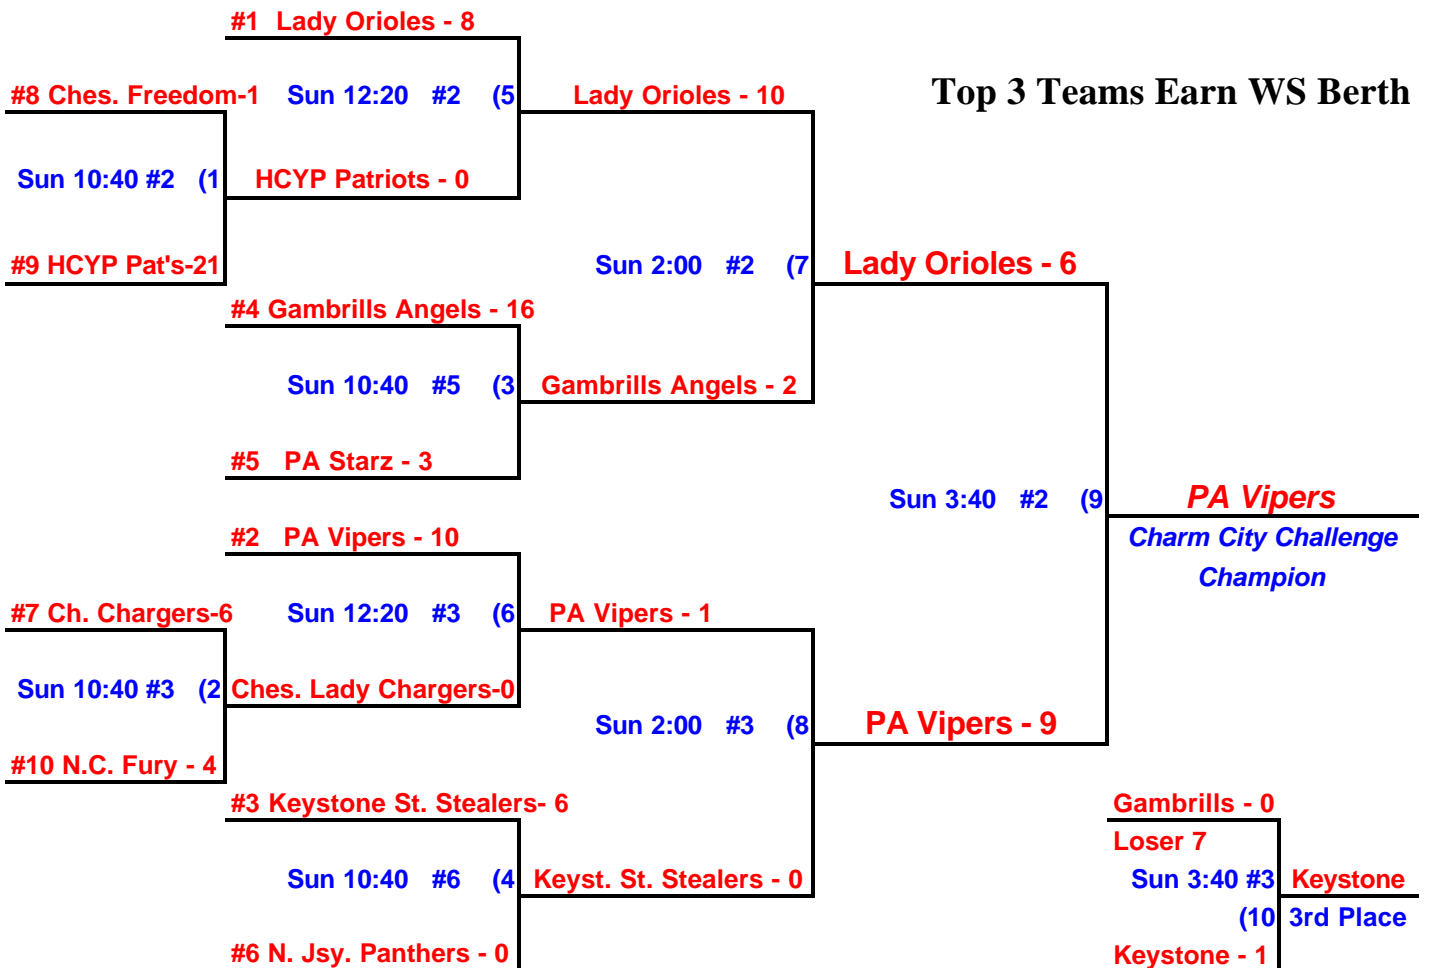 #1 Lady Orioles - 8
Top 3 Teams Earn WS Berth
#8 Ches. Freedom-1 Sun 12:20 #2 (5 Lady Orioles - 10
Sun 10:40 #2 (1 HCYP Patriots - 0
#9 HCYP Pat's-21 Sun 2:00 #2 (7 Lady Orioles - 6
#4 Gambrills Angels - 16
Sun 10:40 #5 (3 Gambrills Angels - 2
#5 PA Starz - 3
Sun 3:40 #2 (9 PA Vipers
#2 PA Vipers - 10 Charm City Challenge
Champion
#7 Ch. Chargers-6 Sun 12:20 #3 (6 PA Vipers - 1
Sun 10:40 #3 (2 Ches. Lady Chargers-0
Sun 2:00 #3 (8 PA Vipers - 9
#10 N.C. Fury - 4
#3 Keystone St. Stealers- 6 Gambrills - 0
Loser 7
Sun 10:40 #6 (4 Keyst. St. Stealers - 0 Sun 3:40 #3 Keystone
(10 3rd Place
#6 N. Jsy. Panthers - 0 Keystone - 1